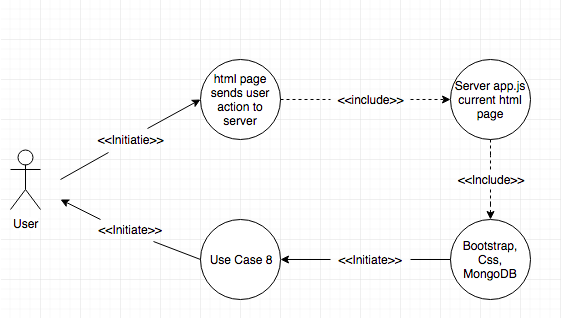 html page
sends user
action to
server
<<include>>
Server app.js
current html
page
<<Initiatie>>
<<Include>>
User
<<Initiate>>
Use Case 8
<<Initiate>>
Bootstrap,
Css,
MongoDB